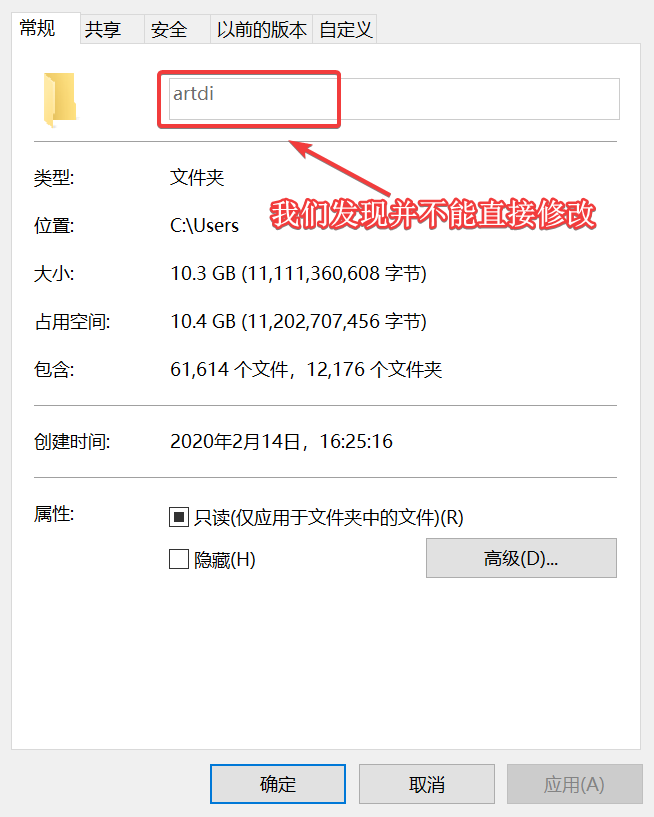 常规 共享 安全 以前的版本 自定义
artdi
类型: 文件夹
我们发现并不能直接修改
位置: C:\Users
大小: 10.3 GB (11,111,360,608 字节)
占用空间: 10.4 GB (11,202,707,456 字节)
包含: 61,614 个文件，12,176 个文件夹
创建时间: 2020年2月14日，16:25:16
属性: 只读(仅应用于文件夹中的文件)(R)
隐藏(H) 高级(D)...
确定 取消 应用(A)